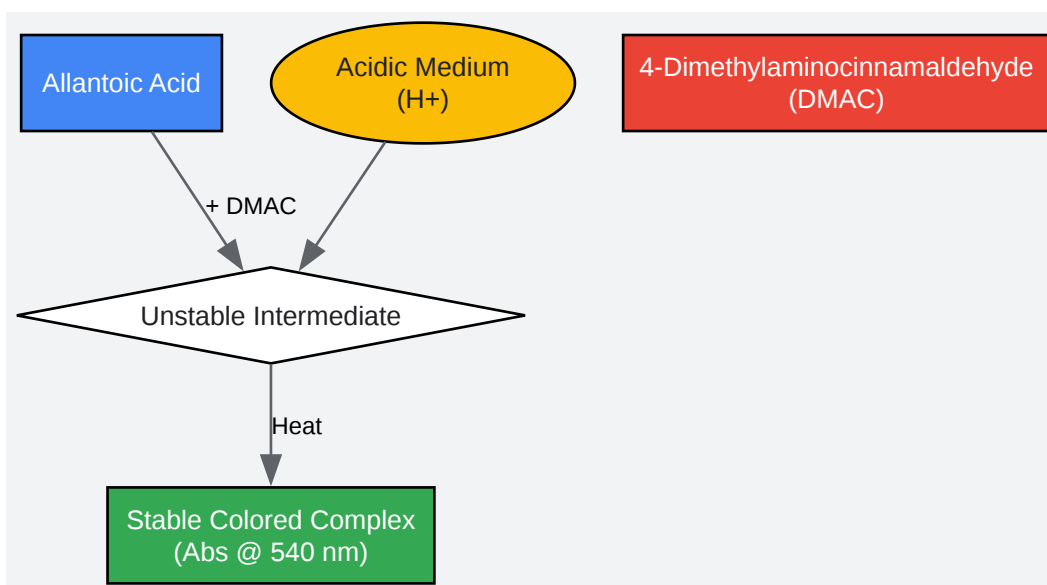 Allantoic Acid
Acidic Medium
(H+)
4-Dimethylaminocinnamaldehyde
(DMAC)
+ DMAC
Unstable Intermediate
Heat
Stable Colored Complex
(Abs @ 540 nm)